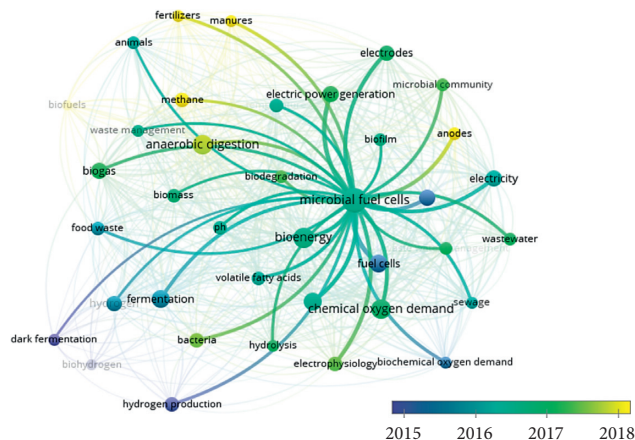 fertilizers
manures
animals
electrodes
microbial community
biofuels
methane
electric power generation
waste management
anodes
anaerobic digestion
biofilm
biogas
biodegradation
electricity
biomass
microbial fuel cells
food waste
ph
bioenergy
wastewater
fuel cells
volatile fatty acids
hydrogen
fermentation
chemical oxygen demand
sewage
dark fermentation
bacteria
hydrolysis
biohydrogen
electrophysiology
biochemical oxygen demand
hydrogen production
2015
2016
2017
2018